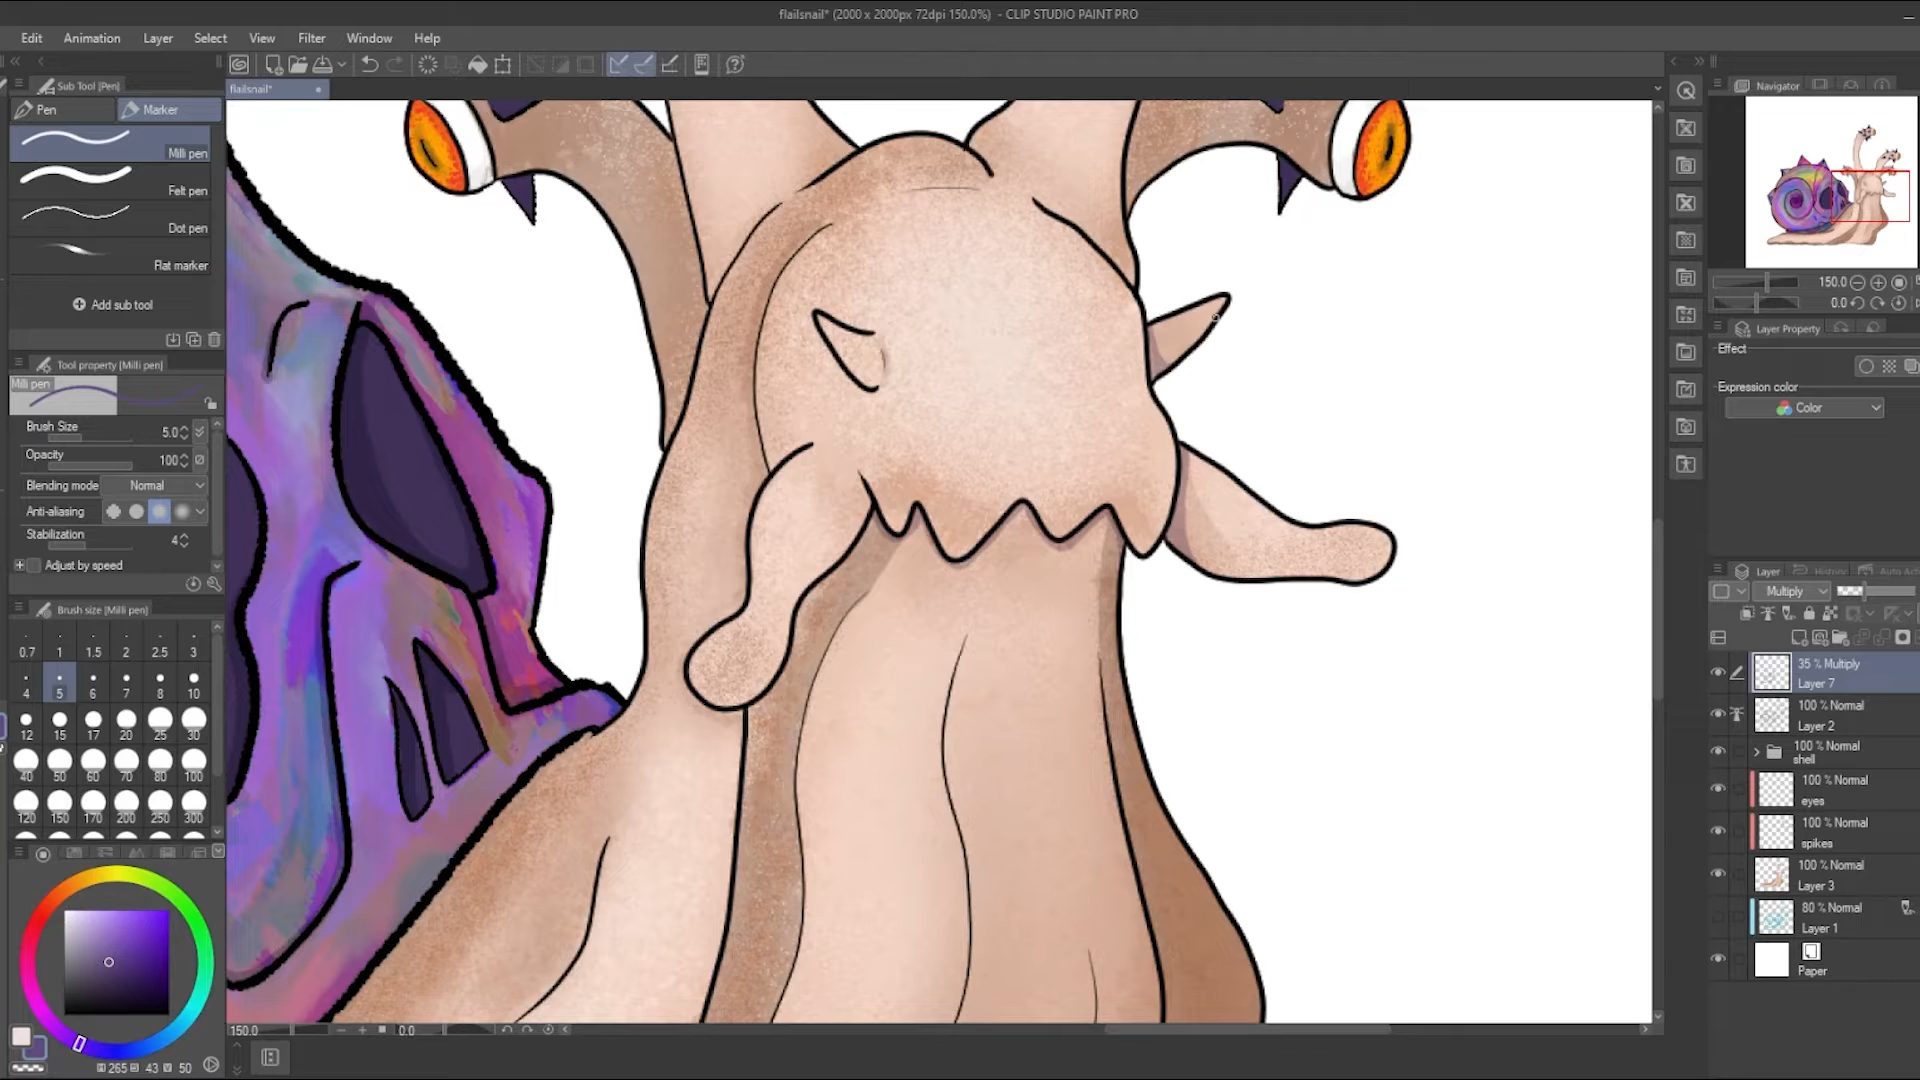 flailsnail* (2000 x 2000px 72dpi 150.0%) - CLIP STUDIO PAINT PRO
Edit Animation Layer Select View Filter Window Help
Sub Tool [Pen]
flailsnail*
Navigator
Pen Marker
Milli pen
Felt pen
Dot pen
Flat marker
Add sub tool
150.0
0.0
Layer Property
Effect
Tool property [Milli pen]
Milli pen
Expression color
Color
Brush Size 5.0
Opacity 100
Blending mode Normal
Anti-aliasing
Stabilization 4
Adjust by speed
Layer History Auto Act
Multiply
Brush size [Milli pen]
0.7 1 1.5 2 2.5 3
4 5 6 7 8 10
12 15 17 20 25 30
40 50 60 70 80 100
120 150 170 200 250 300
35 % Multiply
Layer 7
100 % Normal
Layer 2
100 % Normal
shell
100 % Normal
eyes
100 % Normal
spikes
100 % Normal
Layer 3
80 % Normal
Layer 1
Paper
150.0 0.0
265 43 50